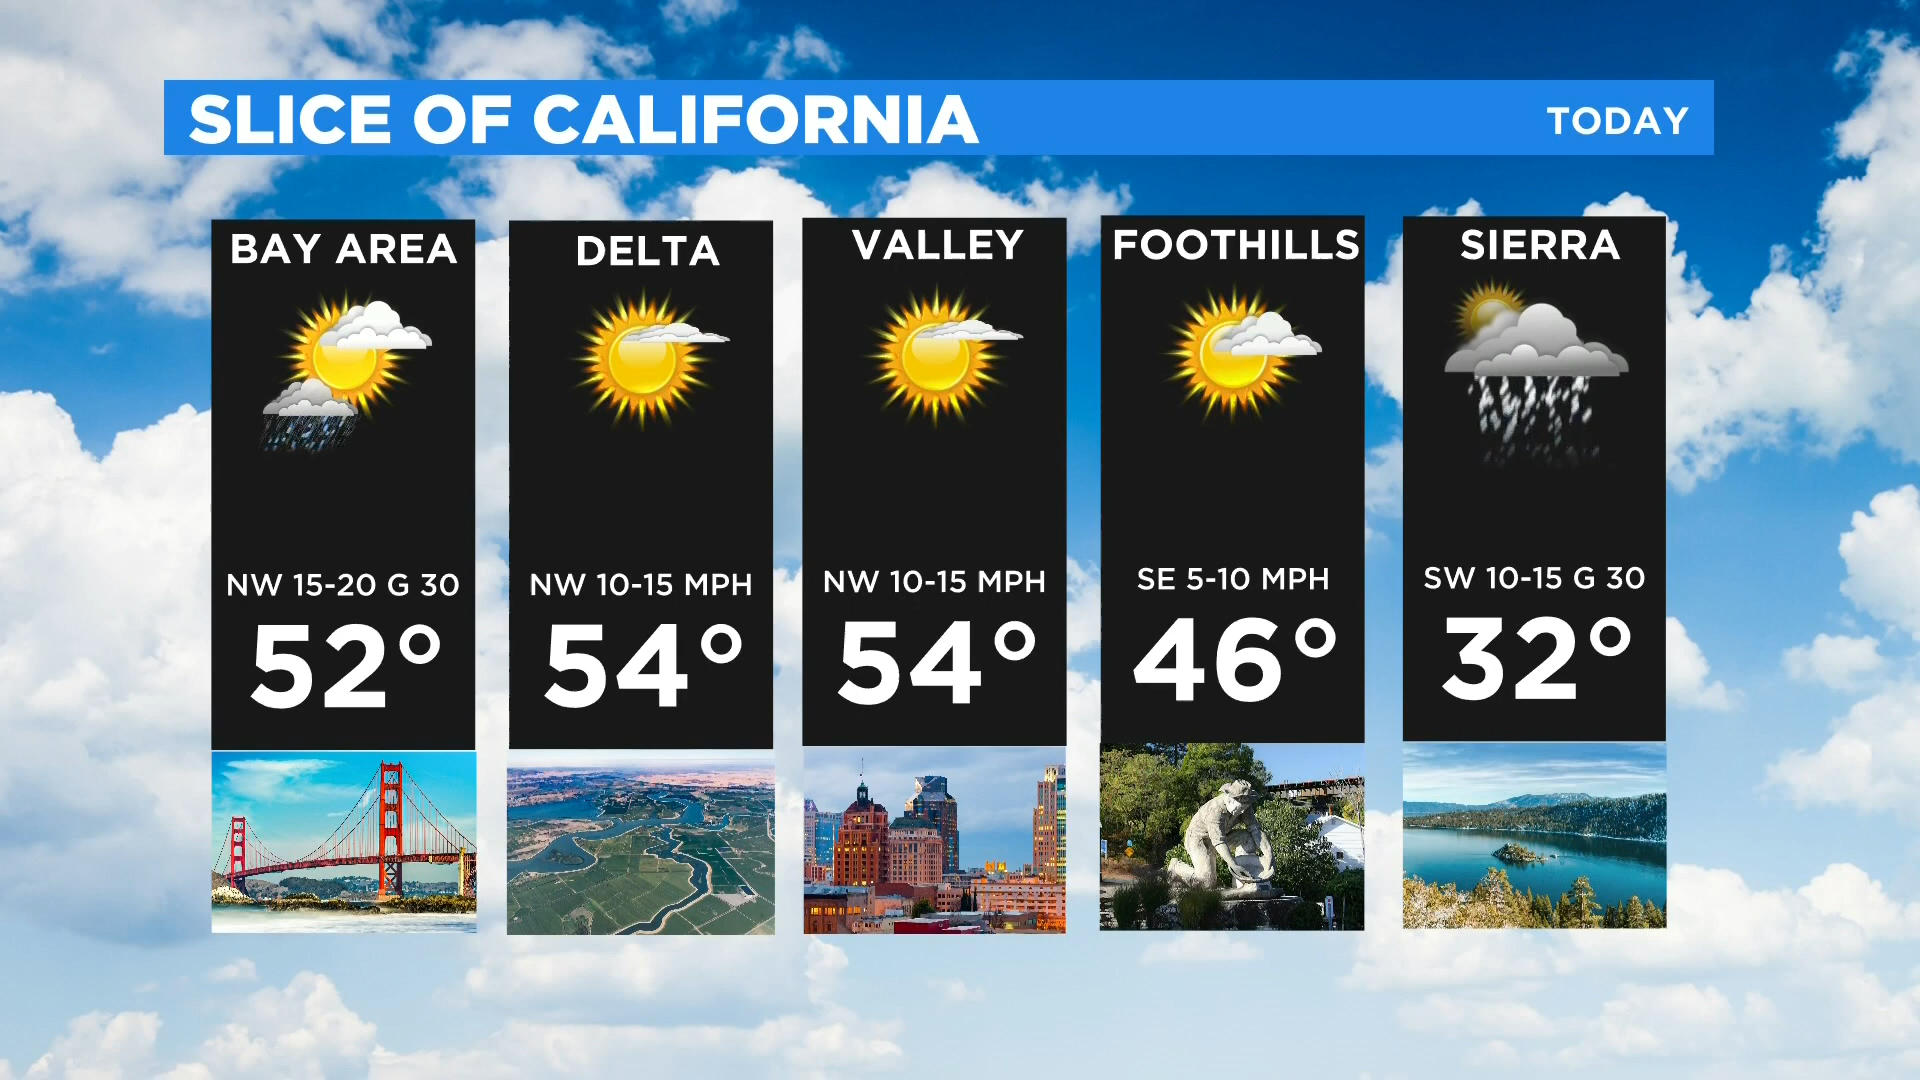 SLICE OF CALIFORNIA
TODAY
BAY AREA
NW 15-20 G 30
52°
DELTA
NW 10-15 MPH
54°
VALLEY
NW 10-15 MPH
54°
FOOTHILLS
SE 5-10 MPH
46°
SIERRA
SW 10-15 G 30
32°